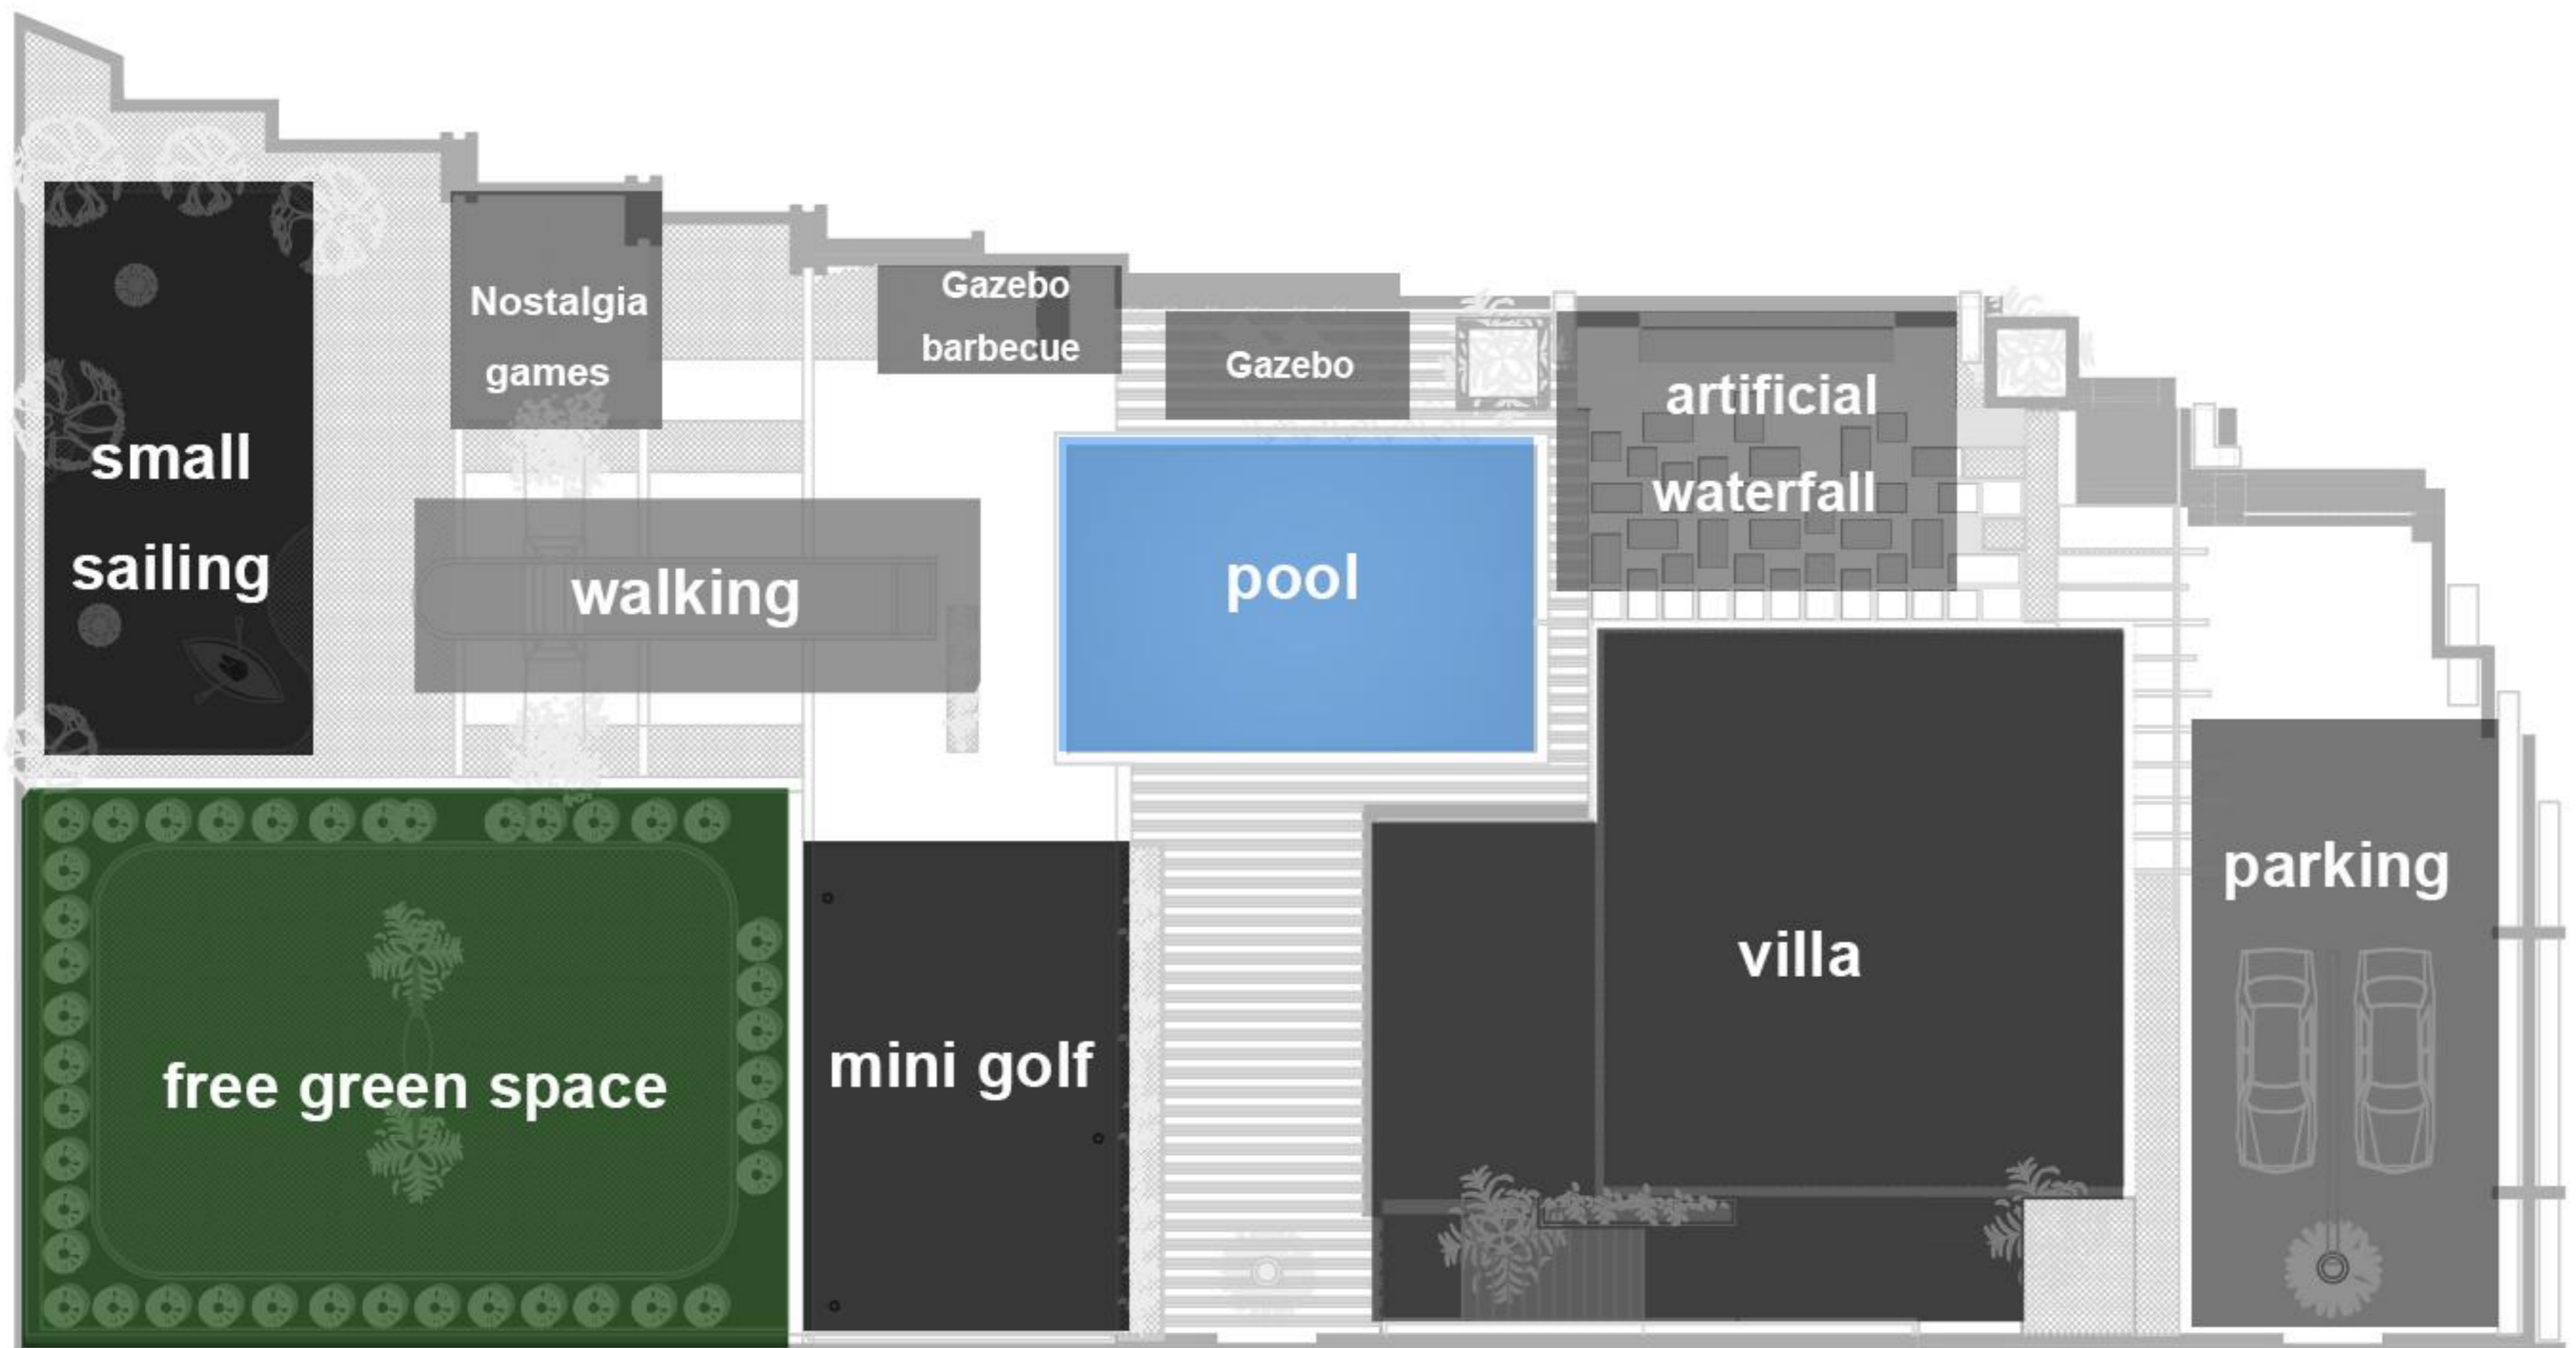 Nostalgia
games
Gazebo
barbecue
Gazebo
artificial
waterfall
small
sailing
walking
pool
villa
parking
free green space
mini golf